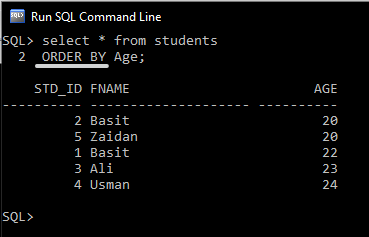 Run SQL Command Line
SQL> select * from students
  2  ORDER BY Age;

    STD_ID FNAME                       AGE
---------- -------------------- ----------
         2 Basit                        20
         5 Zaidan                       20
         1 Basit                        22
         3 Ali                          23
         4 Usman                        24

SQL>